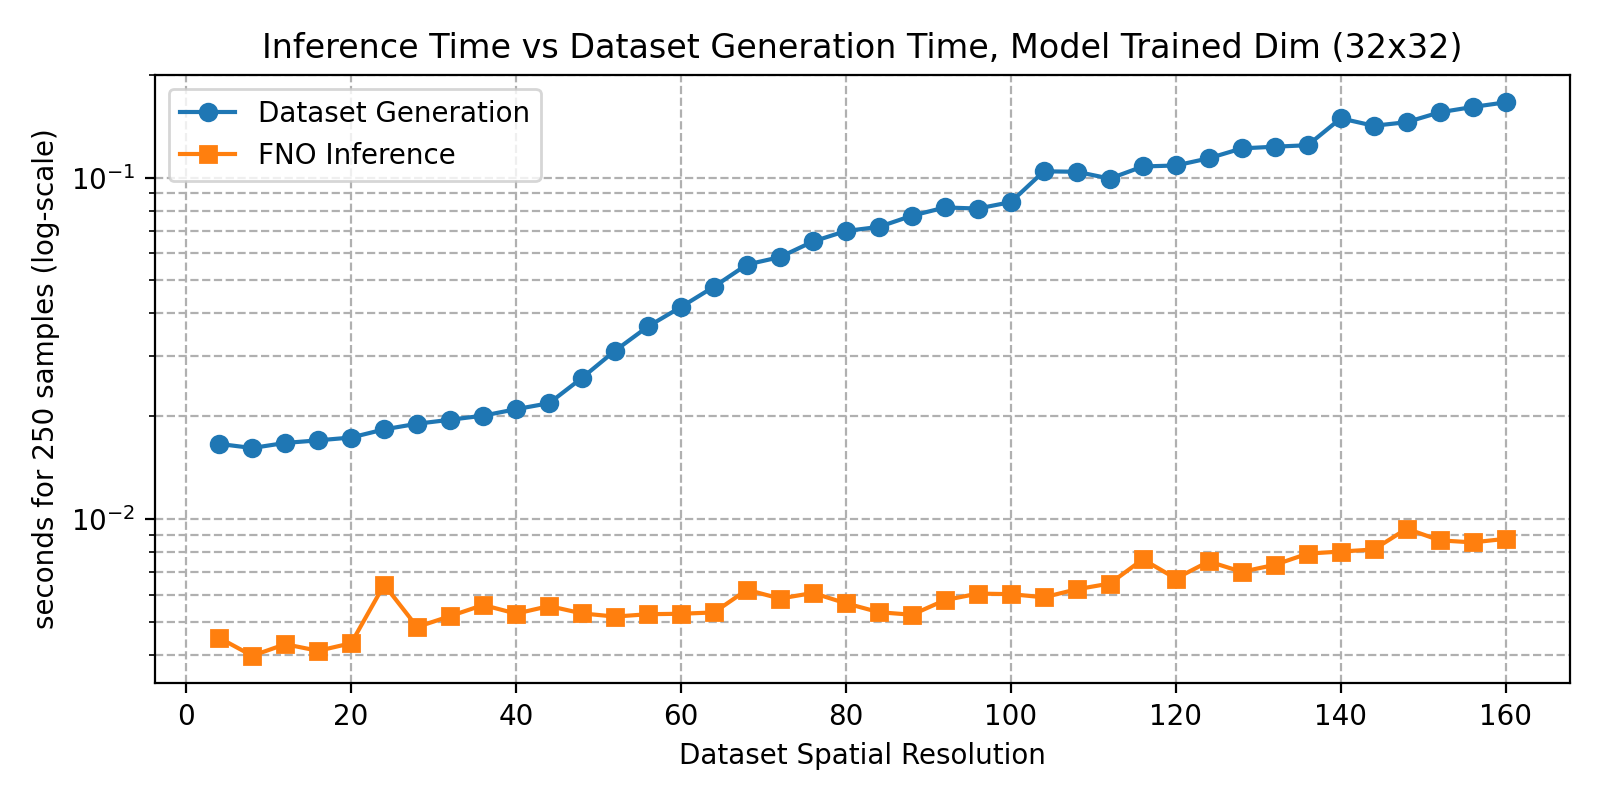 Inference Time vs Dataset Generation Time, Model Trained Dim (32x32)
Dataset Generation
FNO Inference
seconds for 250 samples (log-scale)
10⁻¹
10⁻²
0 20 40 60 80 100 120 140 160
Dataset Spatial Resolution